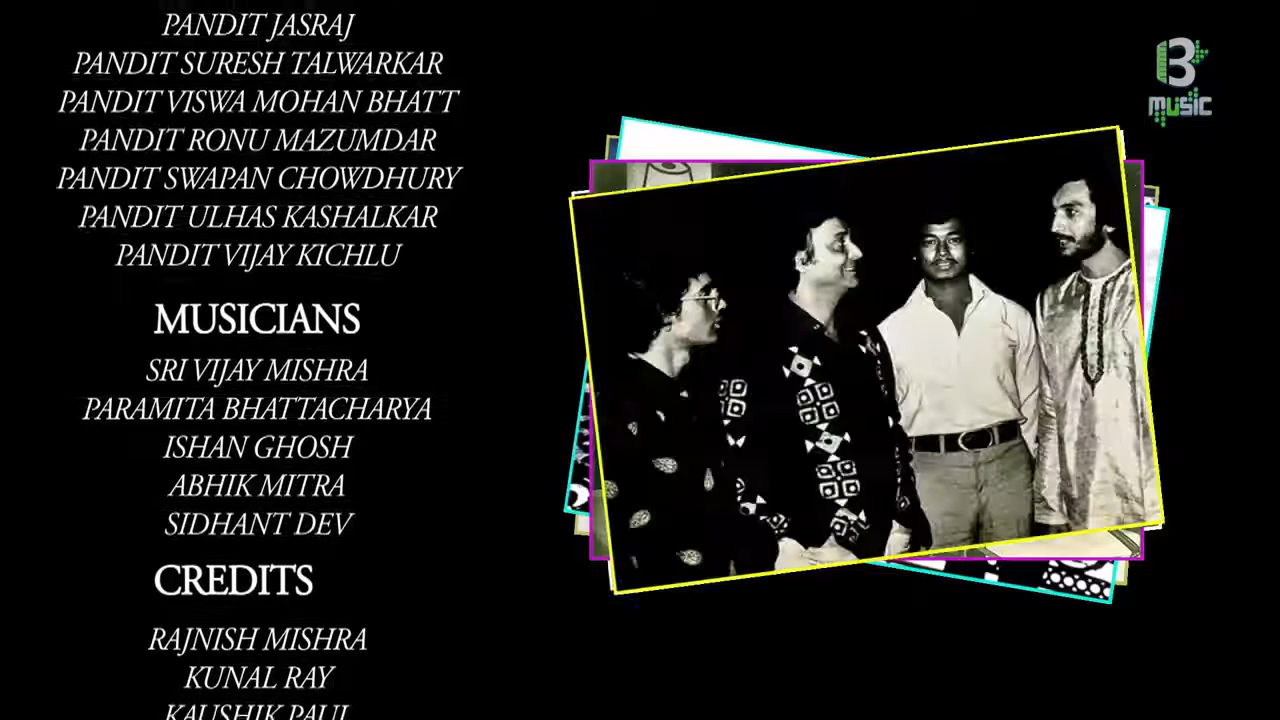 PANDIT JASRAJ
PANDIT SURESH TALWARKAR
PANDIT VISWA MOHAN BHATT
PANDIT RONU MAZUMDAR
PANDIT SWAPAN CHOWDHURY
PANDIT ULHAS KASHALKAR
PANDIT VIJAY KICHLU
MUSICIANS
SRI VIJAY MISHRA
PARAMITA BHATTACHARYA
ISHAN GHOSH
ABHIK MITRA
SIDHANT DEV
CREDITS
RAJNISH MISHRA
KUNAL RAY
KAUSHIK PAUL
B+
MUSIC